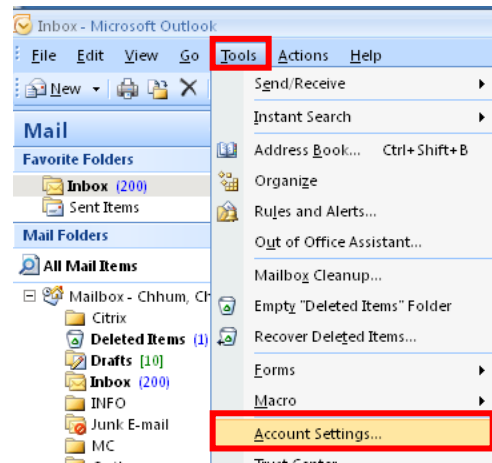 Inbox - Microsoft Outlook
File Edit View Go Tools Actions Help
New
Mail
Favorite Folders
Inbox (200)
Sent Items
Mail Folders
All Mail Items
Mailbox - Chhum, Ch
Citrix
Deleted Items (1)
Drafts [10]
Inbox (200)
INFO
Junk E-mail
MC
Send/Receive
Instant Search
Address Book... Ctrl+Shift+B
Organize
Rules and Alerts...
Out of Office Assistant...
Mailbox Cleanup...
Empty "Deleted Items" Folder
Recover Deleted Items...
Forms
Macro
Account Settings...